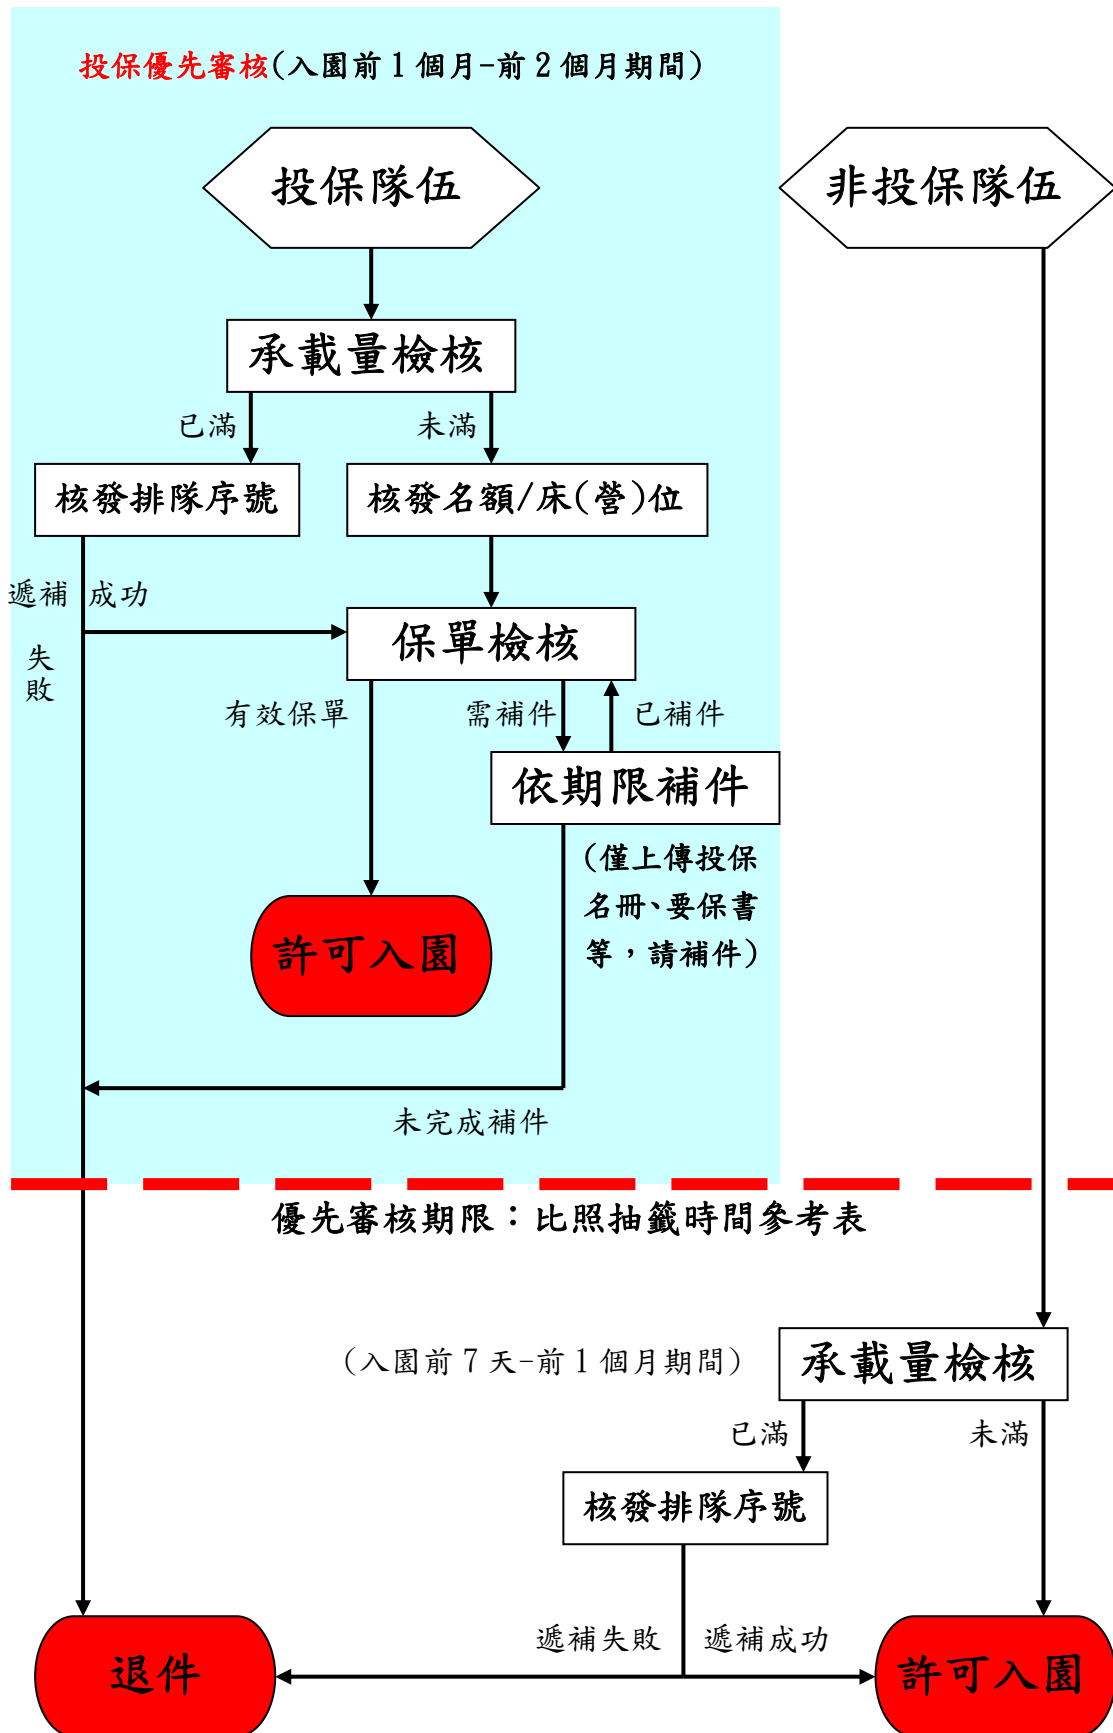 投保優先審核(入園前1個月-前2個月期間)
投保隊伍
非投保隊伍
承載量檢核
已滿
未滿
核發排隊序號
核發名額/床(營)位
遞補 成功
失敗
保單檢核
有效保單
需補件
已補件
依期限補件
(僅上傳投保
名冊、要保書
等，請補件)
許可入園
未完成補件
優先審核期限：比照抽籤時間參考表
(入園前7天-前1個月期間)
承載量檢核
已滿
未滿
核發排隊序號
遞補失敗
遞補成功
退件
許可入園